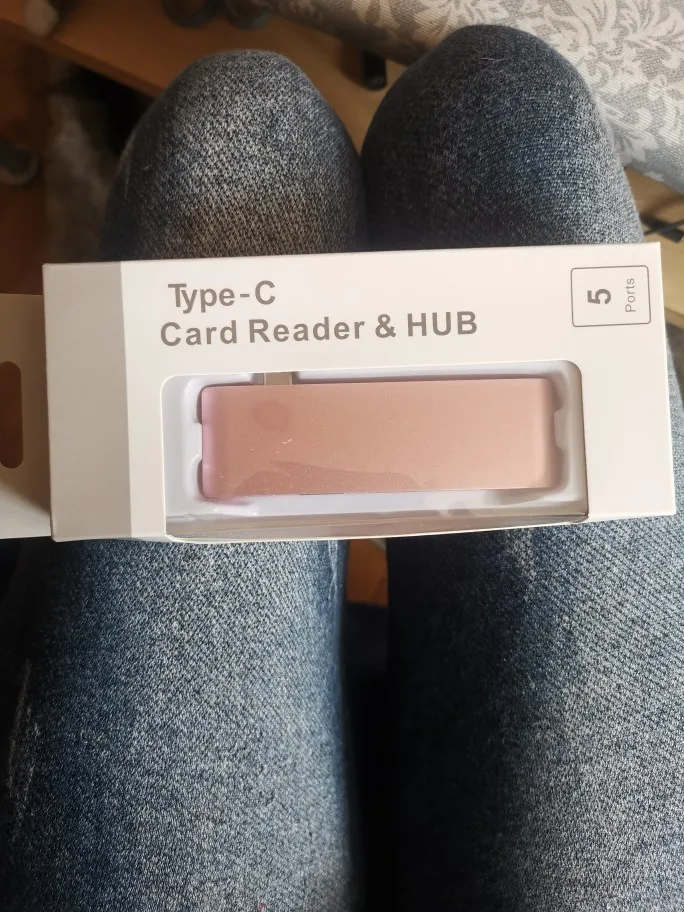 Type-C
Card Reader & HUB
5
Ports